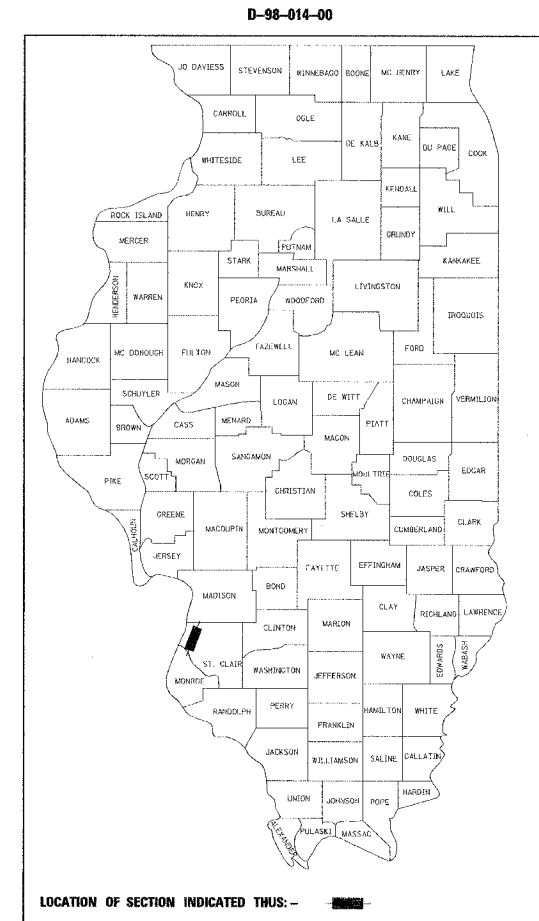 D-98-014-00
JO DAVIESS
STEVENSON
WINNEBAGO
BOONE
MC HENRY
LAKE
CARROLL
OGLE
DE KALB
KANE
DU PAGE
COOK
WHITESIDE
LEE
KENDALL
WILL
ROCK ISLAND
HENRY
BUREAU
LA SALLE
GRUNDY
MERCER
PUTNAM
KANKAKEE
STARK
MARSHALL
HENDERSON
WARREN
KNOX
PEORIA
WOODFORD
LIVINGSTON
IROQUOIS
HANCOCK
MC DONOUGH
FULTON
TAZEWELL
MC LEAN
FORD
SCHUYLER
MASON
LOGAN
DE WITT
CHAMPAIGN
VERMILION
ADAMS
BROWN
CASS
MENARD
PIATT
MACON
MORGAN
SANGAMON
DOUGLAS
EDGAR
PIKE
SCOTT
CHRISTIAN
MOULTRIE
COLES
GREENE
MACOUPIN
SHELBY
CALHOUN
MONTGOMERY
CUMBERLAND
CLARK
JERSEY
FAYETTE
EFFINGHAM
JASPER
CRAWFORD
MADISON
BOND
CLAY
RICHLAND
LAWRENCE
CLINTON
MARION
ST. CLAIR
WASHINGTON
WAYNE
EDWARDS
WABASH
MONROE
JEFFERSON
RANDOLPH
PERRY
HAMILTON
WHITE
FRANKLIN
JACKSON
WILLIAMSON
SALINE
GALLATIN
UNION
JOHNSON
POPE
HARDIN
ALEXANDER
PULASKI
MASSAC
LOCATION OF SECTION INDICATED THUS: -